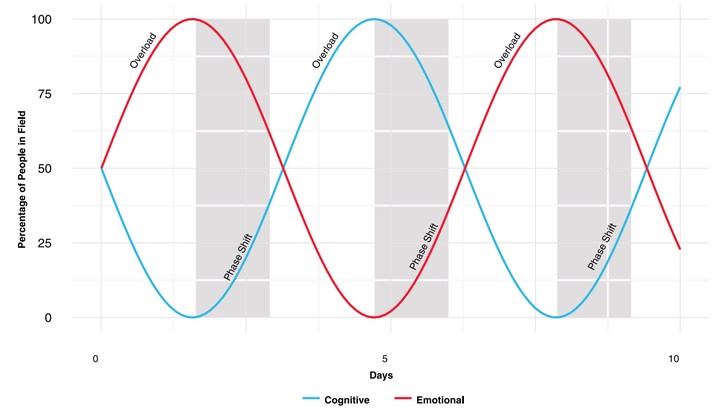 100
75
50
25
0
Percentage of People in Field
Overload
Overload
Overload
Phase Shift
Phase Shift
Phase Shift
0
5
10
Days
Cognitive
Emotional